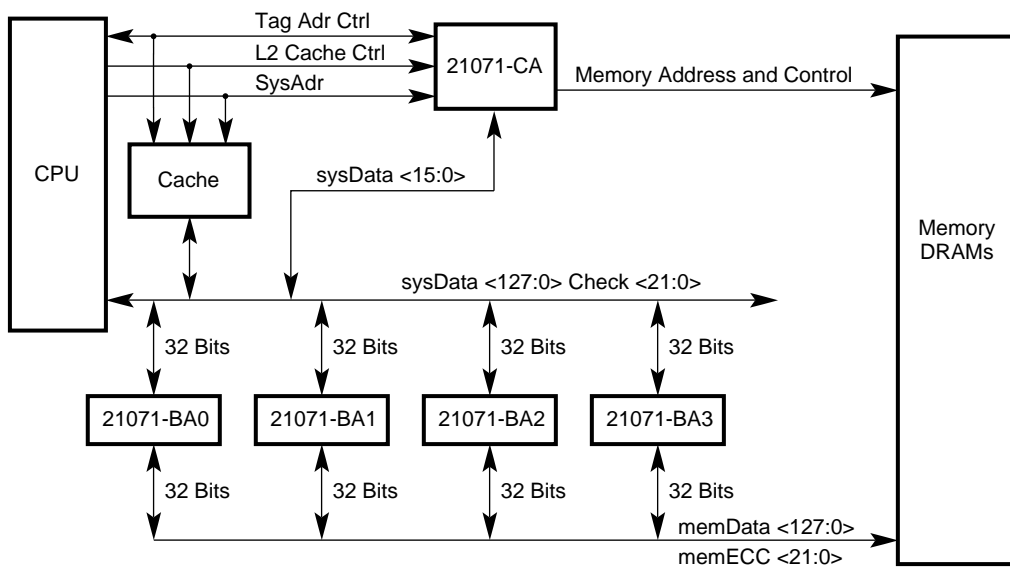 Tag Adr Ctrl
L2 Cache Ctrl
SysAdr
21071-CA
Memory Address and Control
CPU
Cache
sysData <15:0>
Memory
DRAMs
sysData <127:0> Check <21:0>
32 Bits
32 Bits
32 Bits
32 Bits
21071-BA0
21071-BA1
21071-BA2
21071-BA3
32 Bits
32 Bits
32 Bits
32 Bits
memData <127:0>
memECC <21:0>